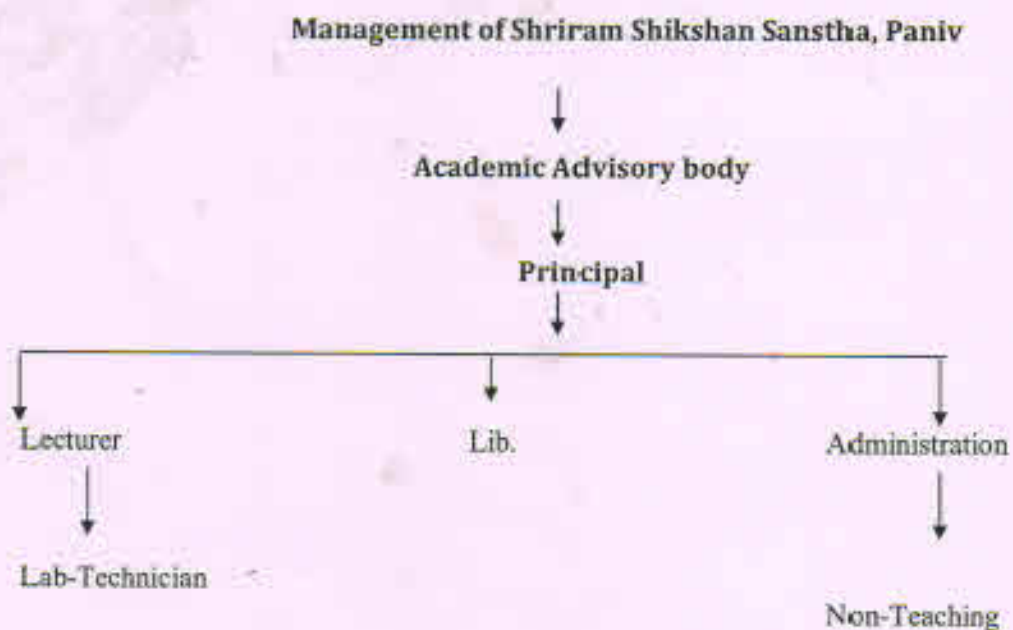 Management of Shriram Shikshan Sanstha, Paniv
Academic Advisory body
Principal
Lecturer
Lib.
Administration
Lab-Technician
Non-Teaching